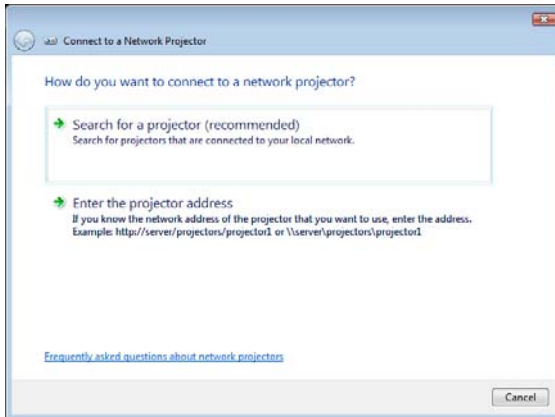 Connect to a Network Projector
How do you want to connect to a network projector?
Search for a projector (recommended)
Search for projectors that are connected to your local network.
Enter the projector address
If you know the network address of the projector that you want to use, enter the address.
Example: http://server/projectors/projector1 or \\server\projectors\projector1
Frequently asked questions about network projectors
Cancel